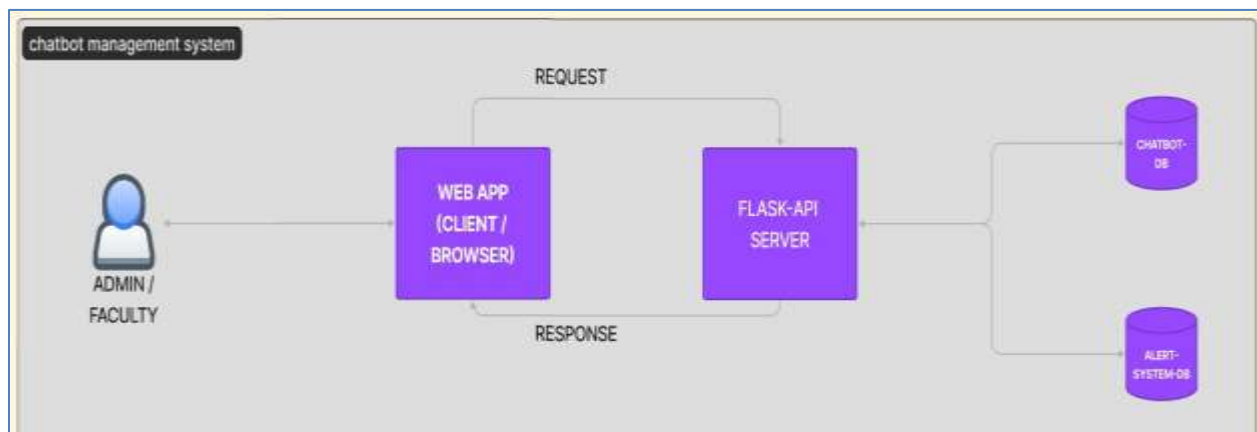 chatbot management system
REQUEST
WEB APP
(CLIENT /
BROWSER)
FLASK-API
SERVER
CHATBOT-
DB
ADMIN /
FACULTY
RESPONSE
ALERT-
SYSTEM-DB